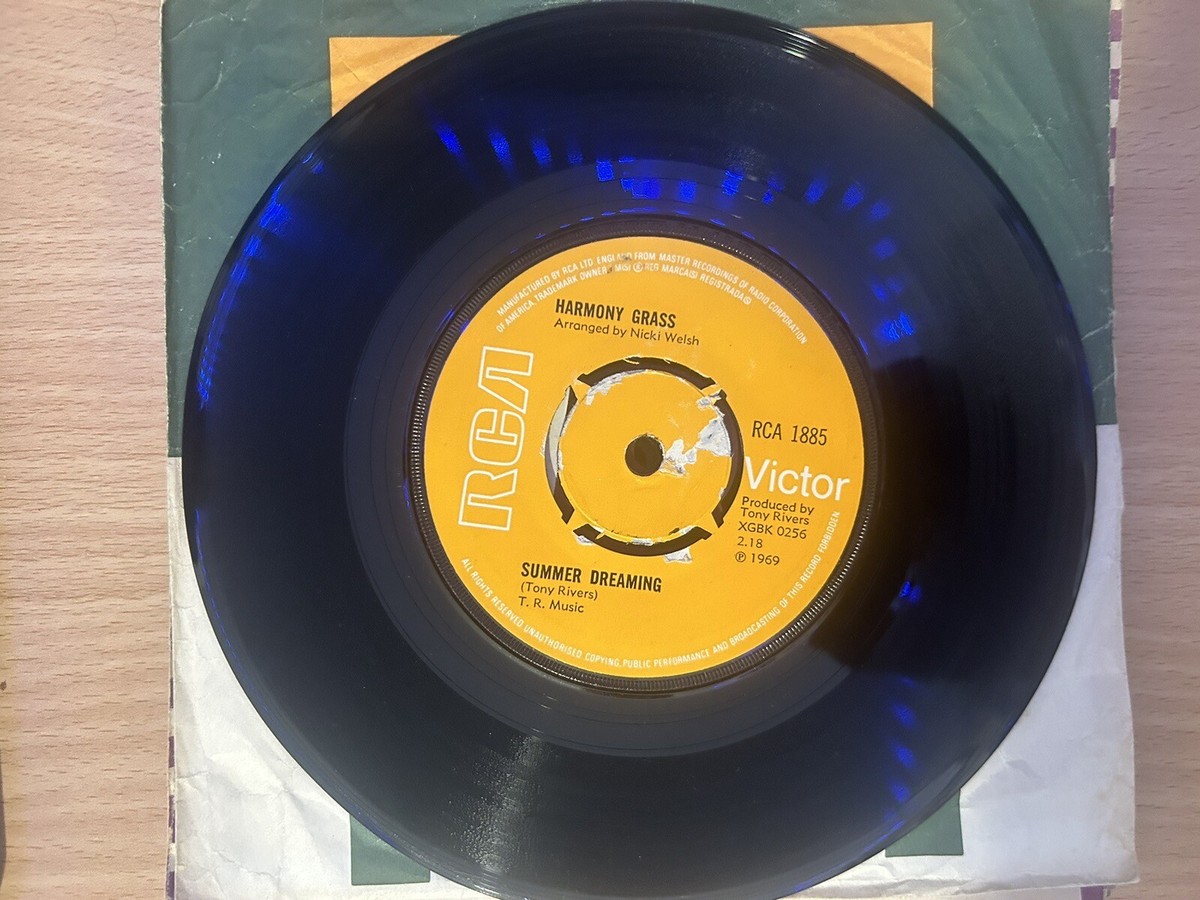 MANUFACTURED BY RCA LTD. ENGLAND FROM MASTER RECORDINGS OF RADIO CORPORATION
OF AMERICA TRADEMARK OWNER REG MARCA(S) REGISTRADA(S)
HARMONY GRASS
Arranged by Nicki Welsh
RCA
RCA 1885
Victor
Produced by
Tony Rivers
XGBK 0256
2.18
℗ 1969
SUMMER DREAMING
(Tony Rivers)
T. R. Music
ALL RIGHTS RESERVED UNAUTHORISED COPYING, PUBLIC PERFORMANCE AND BROADCASTING OF THIS RECORD FORBIDDEN